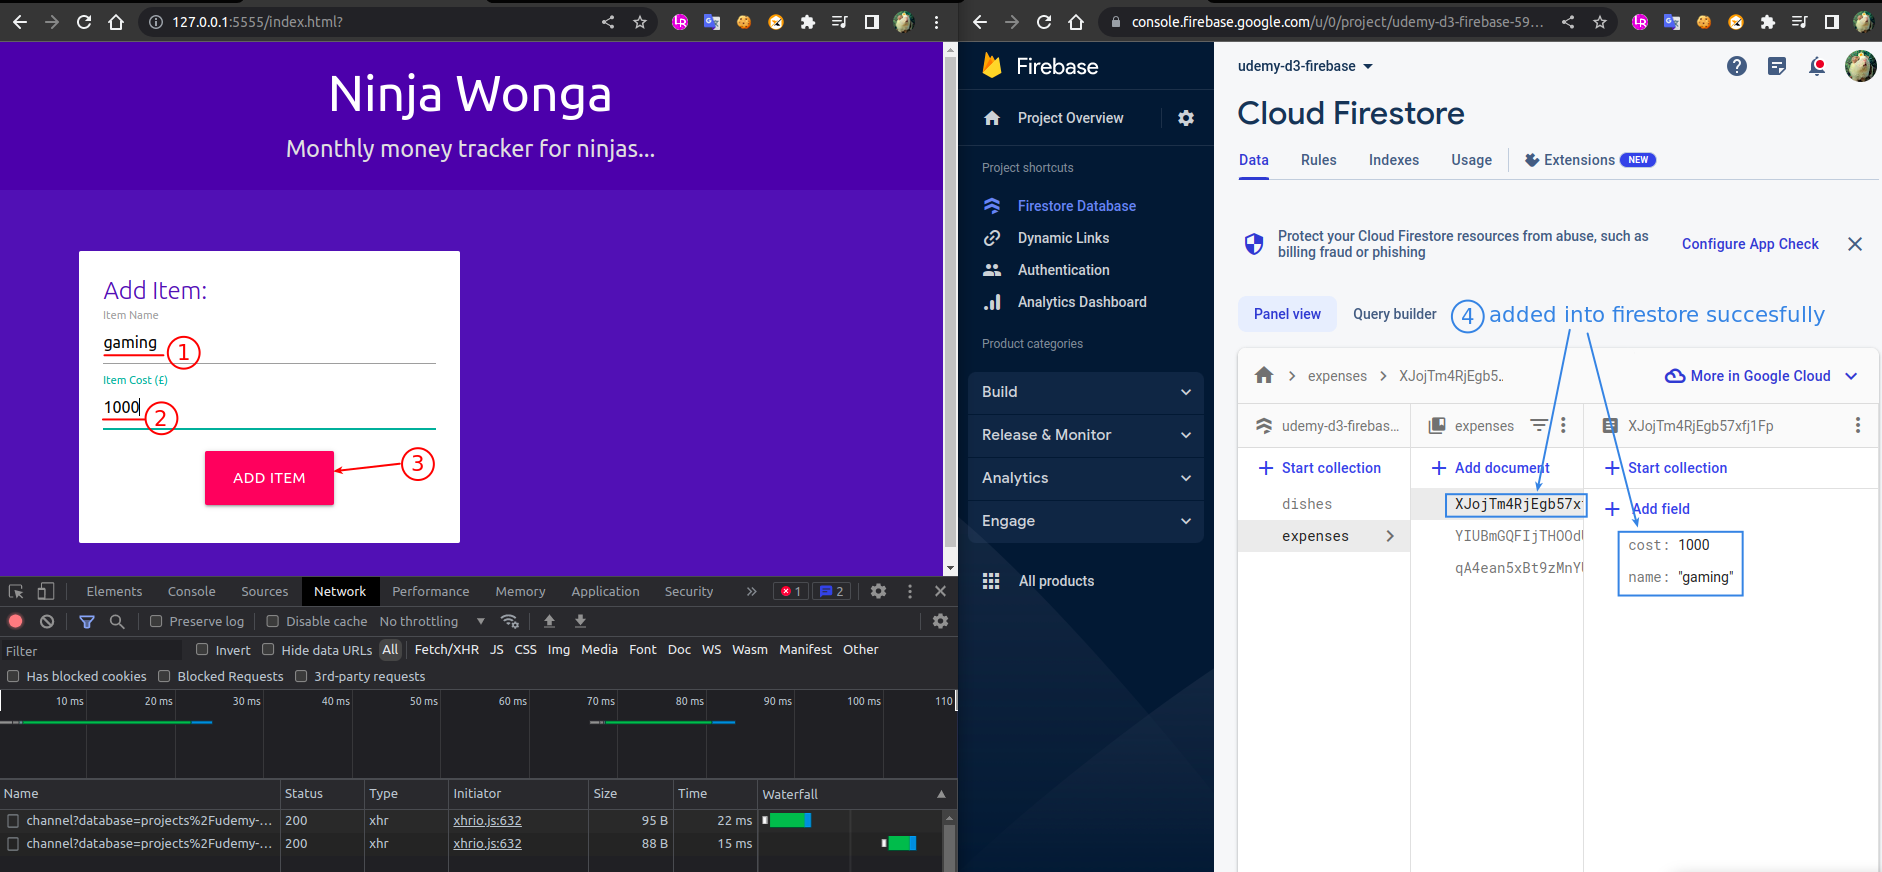 127.0.0.1:5555/index.html?
Ninja Wonga
Monthly money tracker for ninjas...
Add Item:
Item Name
gaming
1
Item Cost (£)
1000
2
ADD ITEM
3
Elements Console Sources Network Performance Memory Application Security » 1 2
Preserve log Disable cache No throttling
Filter Invert Hide data URLs All Fetch/XHR JS CSS Img Media Font Doc WS Wasm Manifest Other
Has blocked cookies Blocked Requests 3rd-party requests
10 ms 20 ms 30 ms 40 ms 50 ms 60 ms 70 ms 80 ms 90 ms 100 ms 110
Name Status Type Initiator Size Time Waterfall
channel?database=projects%2Fudemy-... 200 xhr xhrio.js:632 95 B 22 ms
channel?database=projects%2Fudemy-... 200 xhr xhrio.js:632 88 B 15 ms
console.firebase.google.com/u/0/project/udemy-d3-firebase-59...
Firebase
Project Overview
Project shortcuts
Firestore Database
Dynamic Links
Authentication
Analytics Dashboard
Product categories
Build
Release & Monitor
Analytics
Engage
All products
udemy-d3-firebase
Cloud Firestore
Data Rules Indexes Usage Extensions NEW
Protect your Cloud Firestore resources from abuse, such as
billing fraud or phishing
Configure App Check
Panel view Query builder
4 added into firestore succesfully
expenses XJojTm4RjEgb5...
More in Google Cloud
udemy-d3-firebas... expenses XJojTm4RjEgb57xfj1Fp
Start collection Add document Start collection
dishes XJojTm4RjEgb57x Add field
expenses YIUBmGQFIjTHOOdU cost: 1000
qA4ean5xBt9zMnYU name: "gaming"